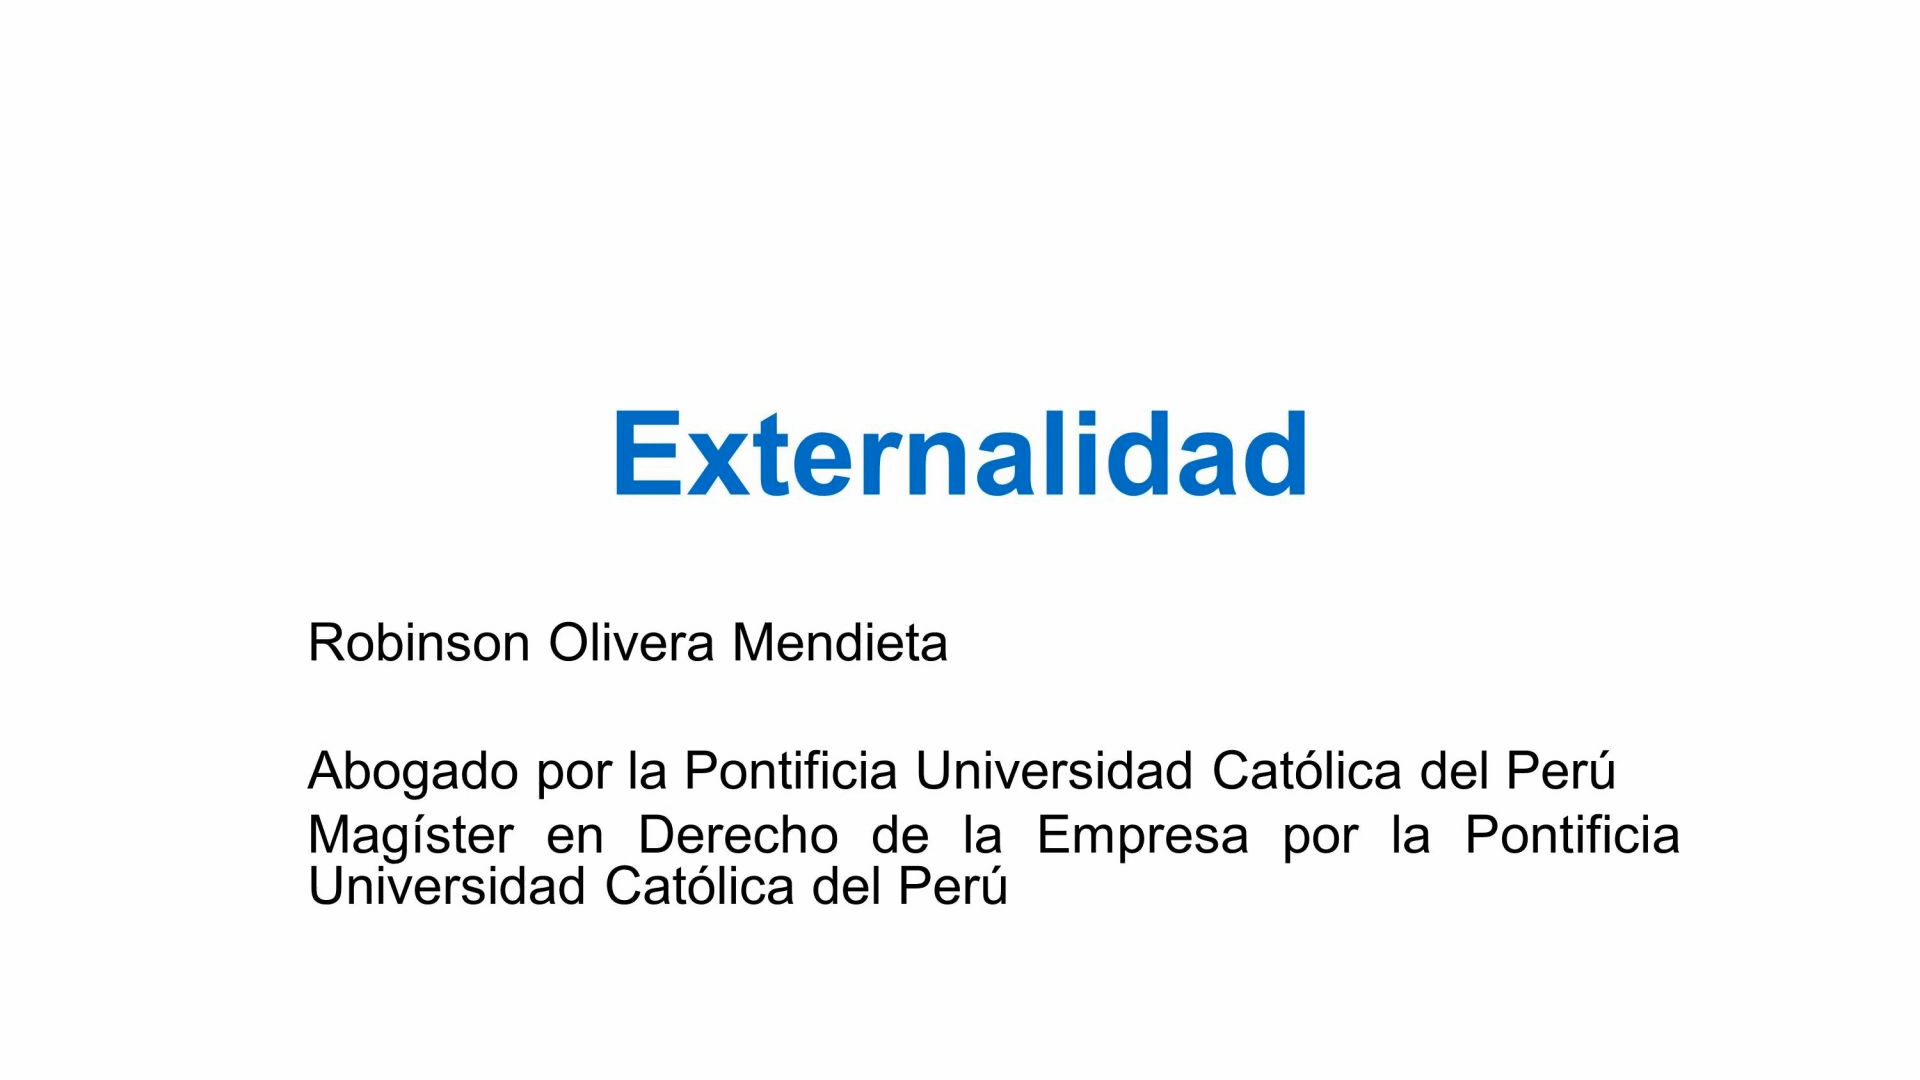 Externalidad
Robinson Olivera Mendieta
Abogado por la Pontificia Universidad Católica del Perú
Magíster en Derecho de la Empresa por la Pontificia
Universidad Católica del Perú